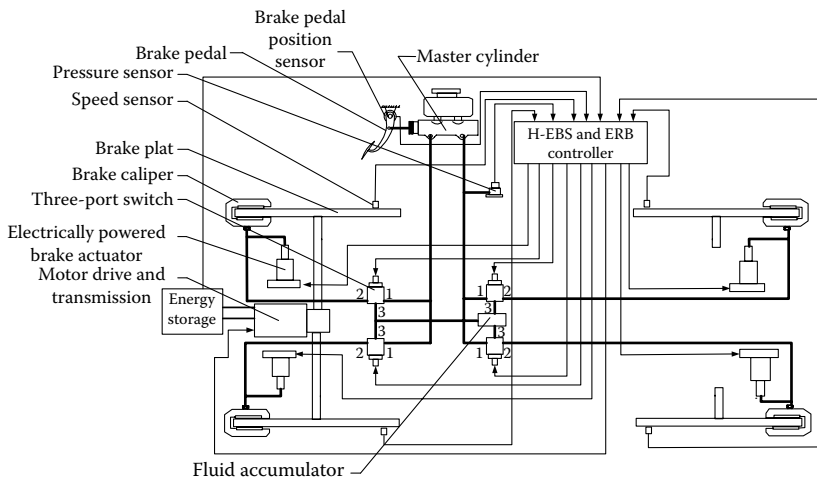 Brake pedal
position
sensor
Brake pedal
Pressure sensor
Speed sensor
Master cylinder
H-EBS and ERB
controller
Brake plat
Brake caliper
Three-port switch
Electrically powered
brake actuator
Motor drive and
transmission
Energy
storage
2 1
1 2
3
3
3
3
2 1
1 2
Fluid accumulator